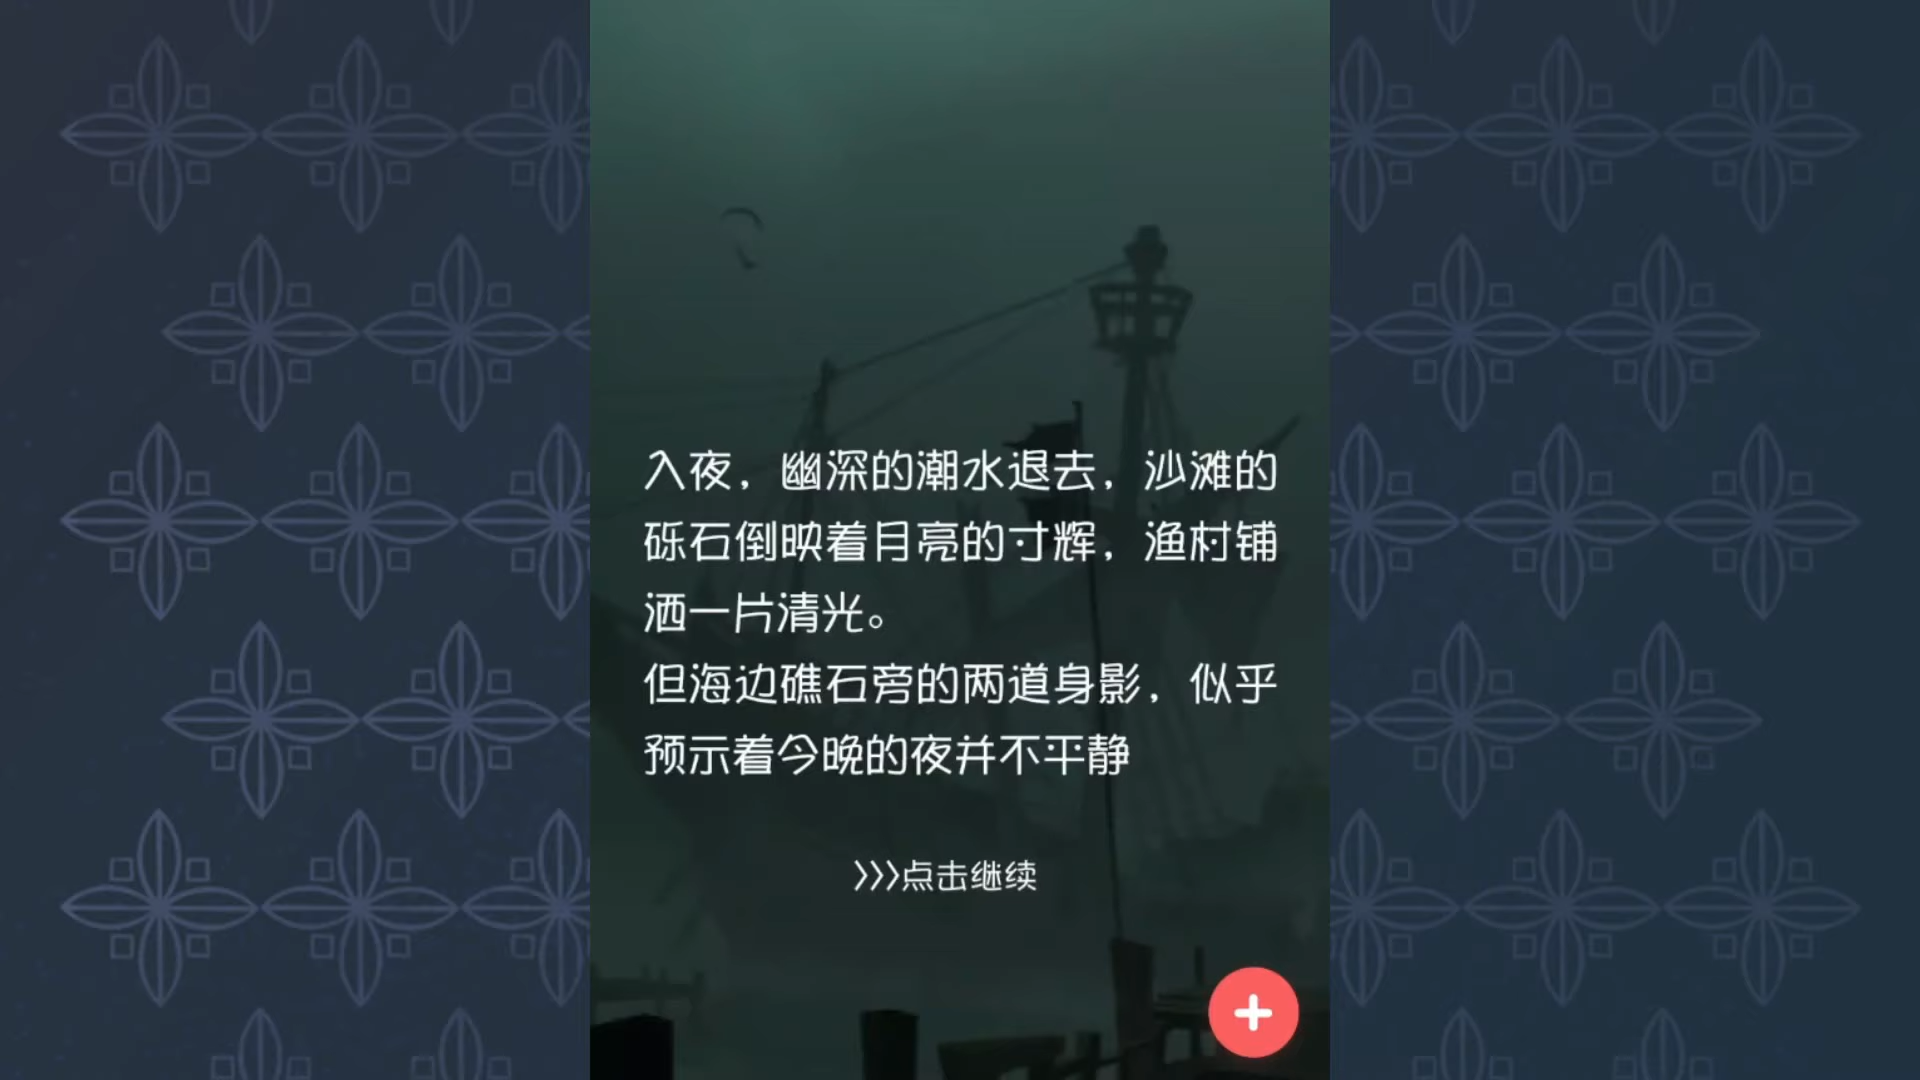 入夜，幽深的潮水退去，沙滩的
砾石倒映着月亮的寸辉，渔村铺
洒一片清光。
但海边礁石旁的两道身影，似乎
预示着今晚的夜并不平静
>>>点击继续